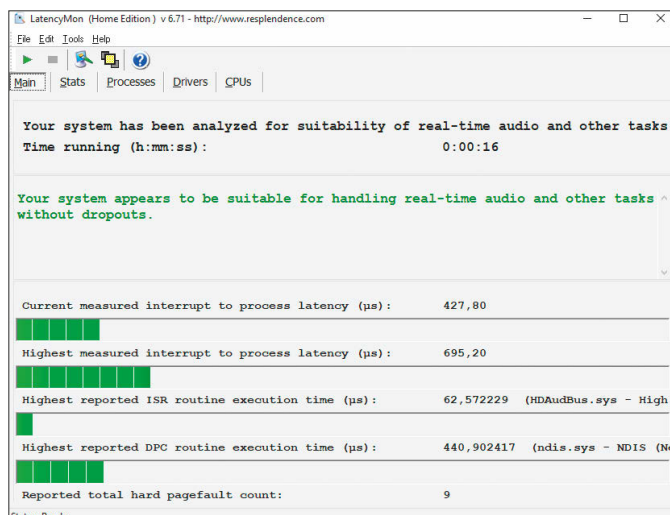 LatencyMon (Home Edition ) v 6.71 - http://www.resplendence.com
File Edit Tools Help
Main Stats Processes Drivers CPUs
Your system has been analyzed for suitability of real-time audio and other tasks
Time running (h:mm:ss): 0:00:16
Your system appears to be suitable for handling real-time audio and other tasks
without dropouts.
Current measured interrupt to process latency (µs): 427,80
Highest measured interrupt to process latency (µs): 695,20
Highest reported ISR routine execution time (µs): 62,572229 (HDAudBus.sys - High
Highest reported DPC routine execution time (µs): 440,902417 (ndis.sys - NDIS (Ne
Reported total hard pagefault count: 9